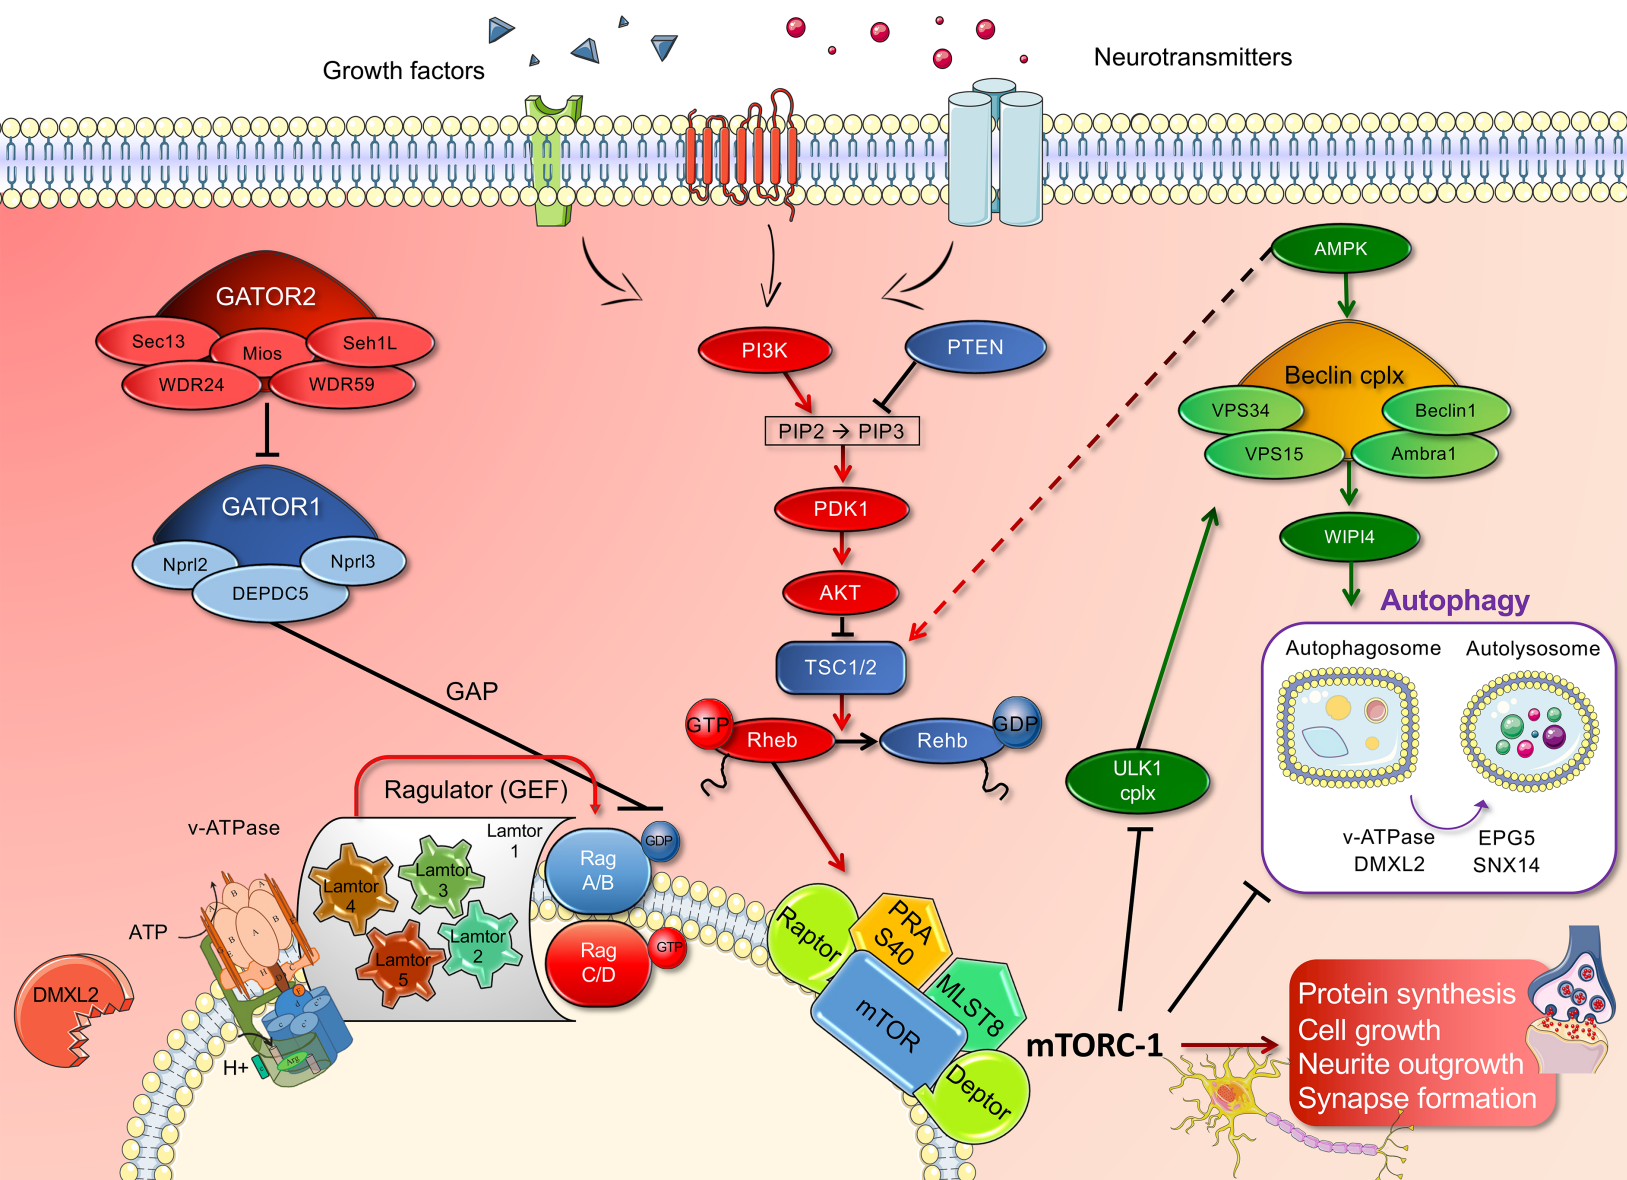 Growth factors
Neurotransmitters
GATOR2
Sec13
Mios
Seh1L
WDR24
WDR59
GATOR1
Nprl2
Nprl3
DEPDC5
GAP
PI3K
PTEN
PIP2 → PIP3
PDK1
AKT
TSC1/2
GTP
Rheb
Rehb
GDP
AMPK
Beclin cplx
VPS34
Beclin1
VPS15
Ambra1
WIPI4
Autophagy
Autophagosome
Autolysosome
v-ATPase
DMXL2
EPG5
SNX14
ULK1
cplx
Ragulator (GEF)
v-ATPase
Lamtor
1
Lamtor
4
Lamtor
3
Lamtor
2
Lamtor
5
Rag
A/B
GDP
Rag
C/D
GTP
ATP
DMXL2
H+
A
B
A
B
A
E
H
D
F
d
c''
c'
c
Arg
Raptor
PRA
S40
MLST8
mTOR
Deptor
mTORC-1
Protein synthesis
Cell growth
Neurite outgrowth
Synapse formation